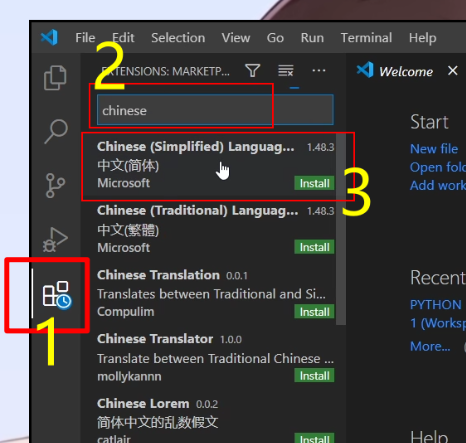 File Edit Selection View Go Run Terminal Help
2
EXTENSIONS: MARKETP... ...
Welcome
chinese
Start
New file
Open fol
Add work
Chinese (Simplified) Languag... 1.48.3
中文(简体)
Microsoft Install
3
Chinese (Traditional) Languag... 1.48.3
中文(繁體)
Microsoft Install
Chinese Translation 0.0.1
Translates between Traditional and Si...
Compulim Install
1
Recent
PYTHON
1 (Worksp
More...
Chinese Translator 1.0.0
Translate between Traditional Chinese ...
mollykannn Install
Chinese Lorem 0.0.2
简体中文的乱数假文
catlair Install
Help